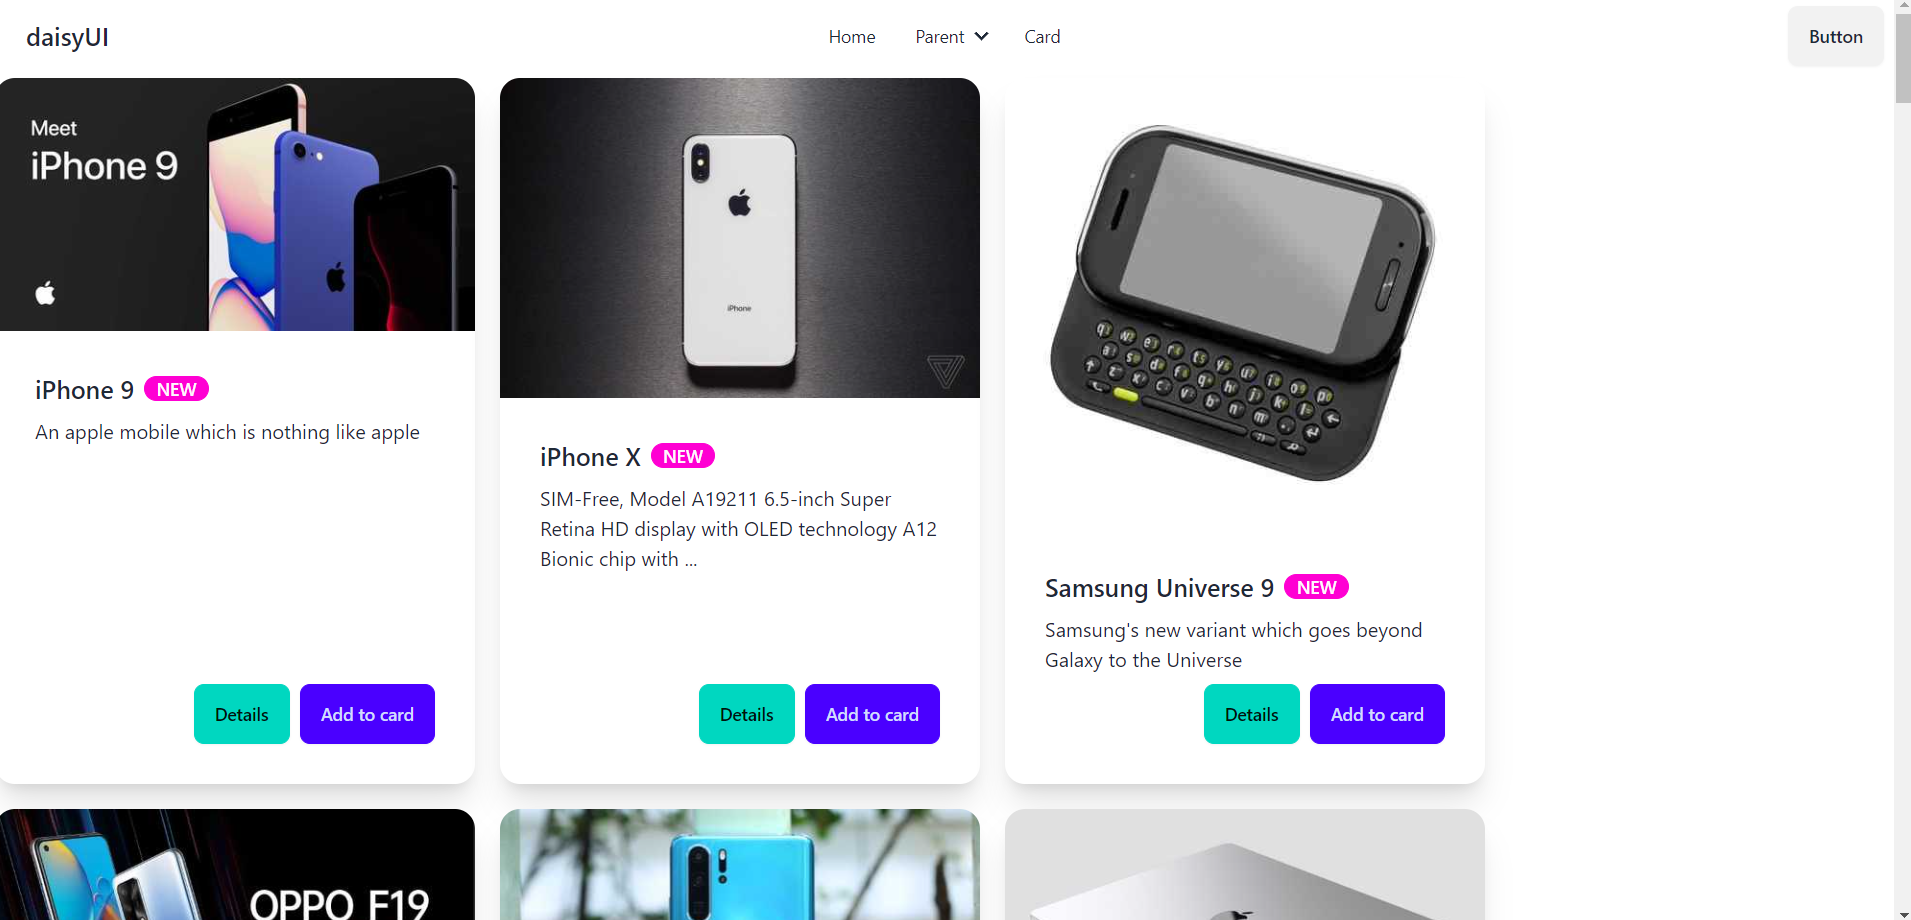 daisyUI
Home
Parent
Card
Button
Meet
iPhone 9
iPhone 9 NEW
An apple mobile which is nothing like apple
Details
Add to card
iPhone
iPhone X NEW
SIM-Free, Model A19211 6.5-inch Super
Retina HD display with OLED technology A12
Bionic chip with ...
Details
Add to card
Samsung Universe 9 NEW
Samsung's new variant which goes beyond
Galaxy to the Universe
Details
Add to card
OPPO F19